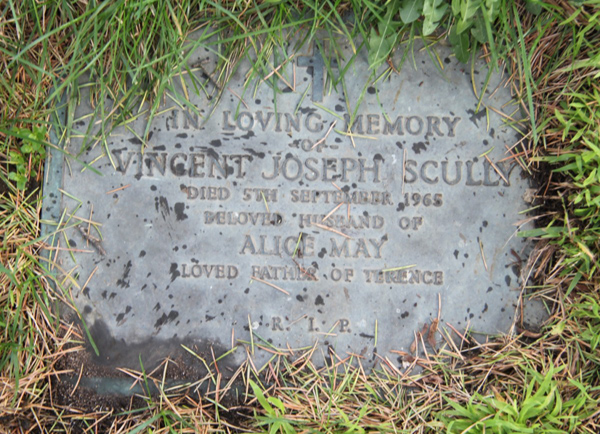 IN LOVING MEMORY
OF
VINCENT JOSEPH SCULLY
DIED 5TH SEPTEMBER 1965
BELOVED HUSBAND OF
ALICE MAY
LOVED FATHER OF TERENCE
R. I. P.